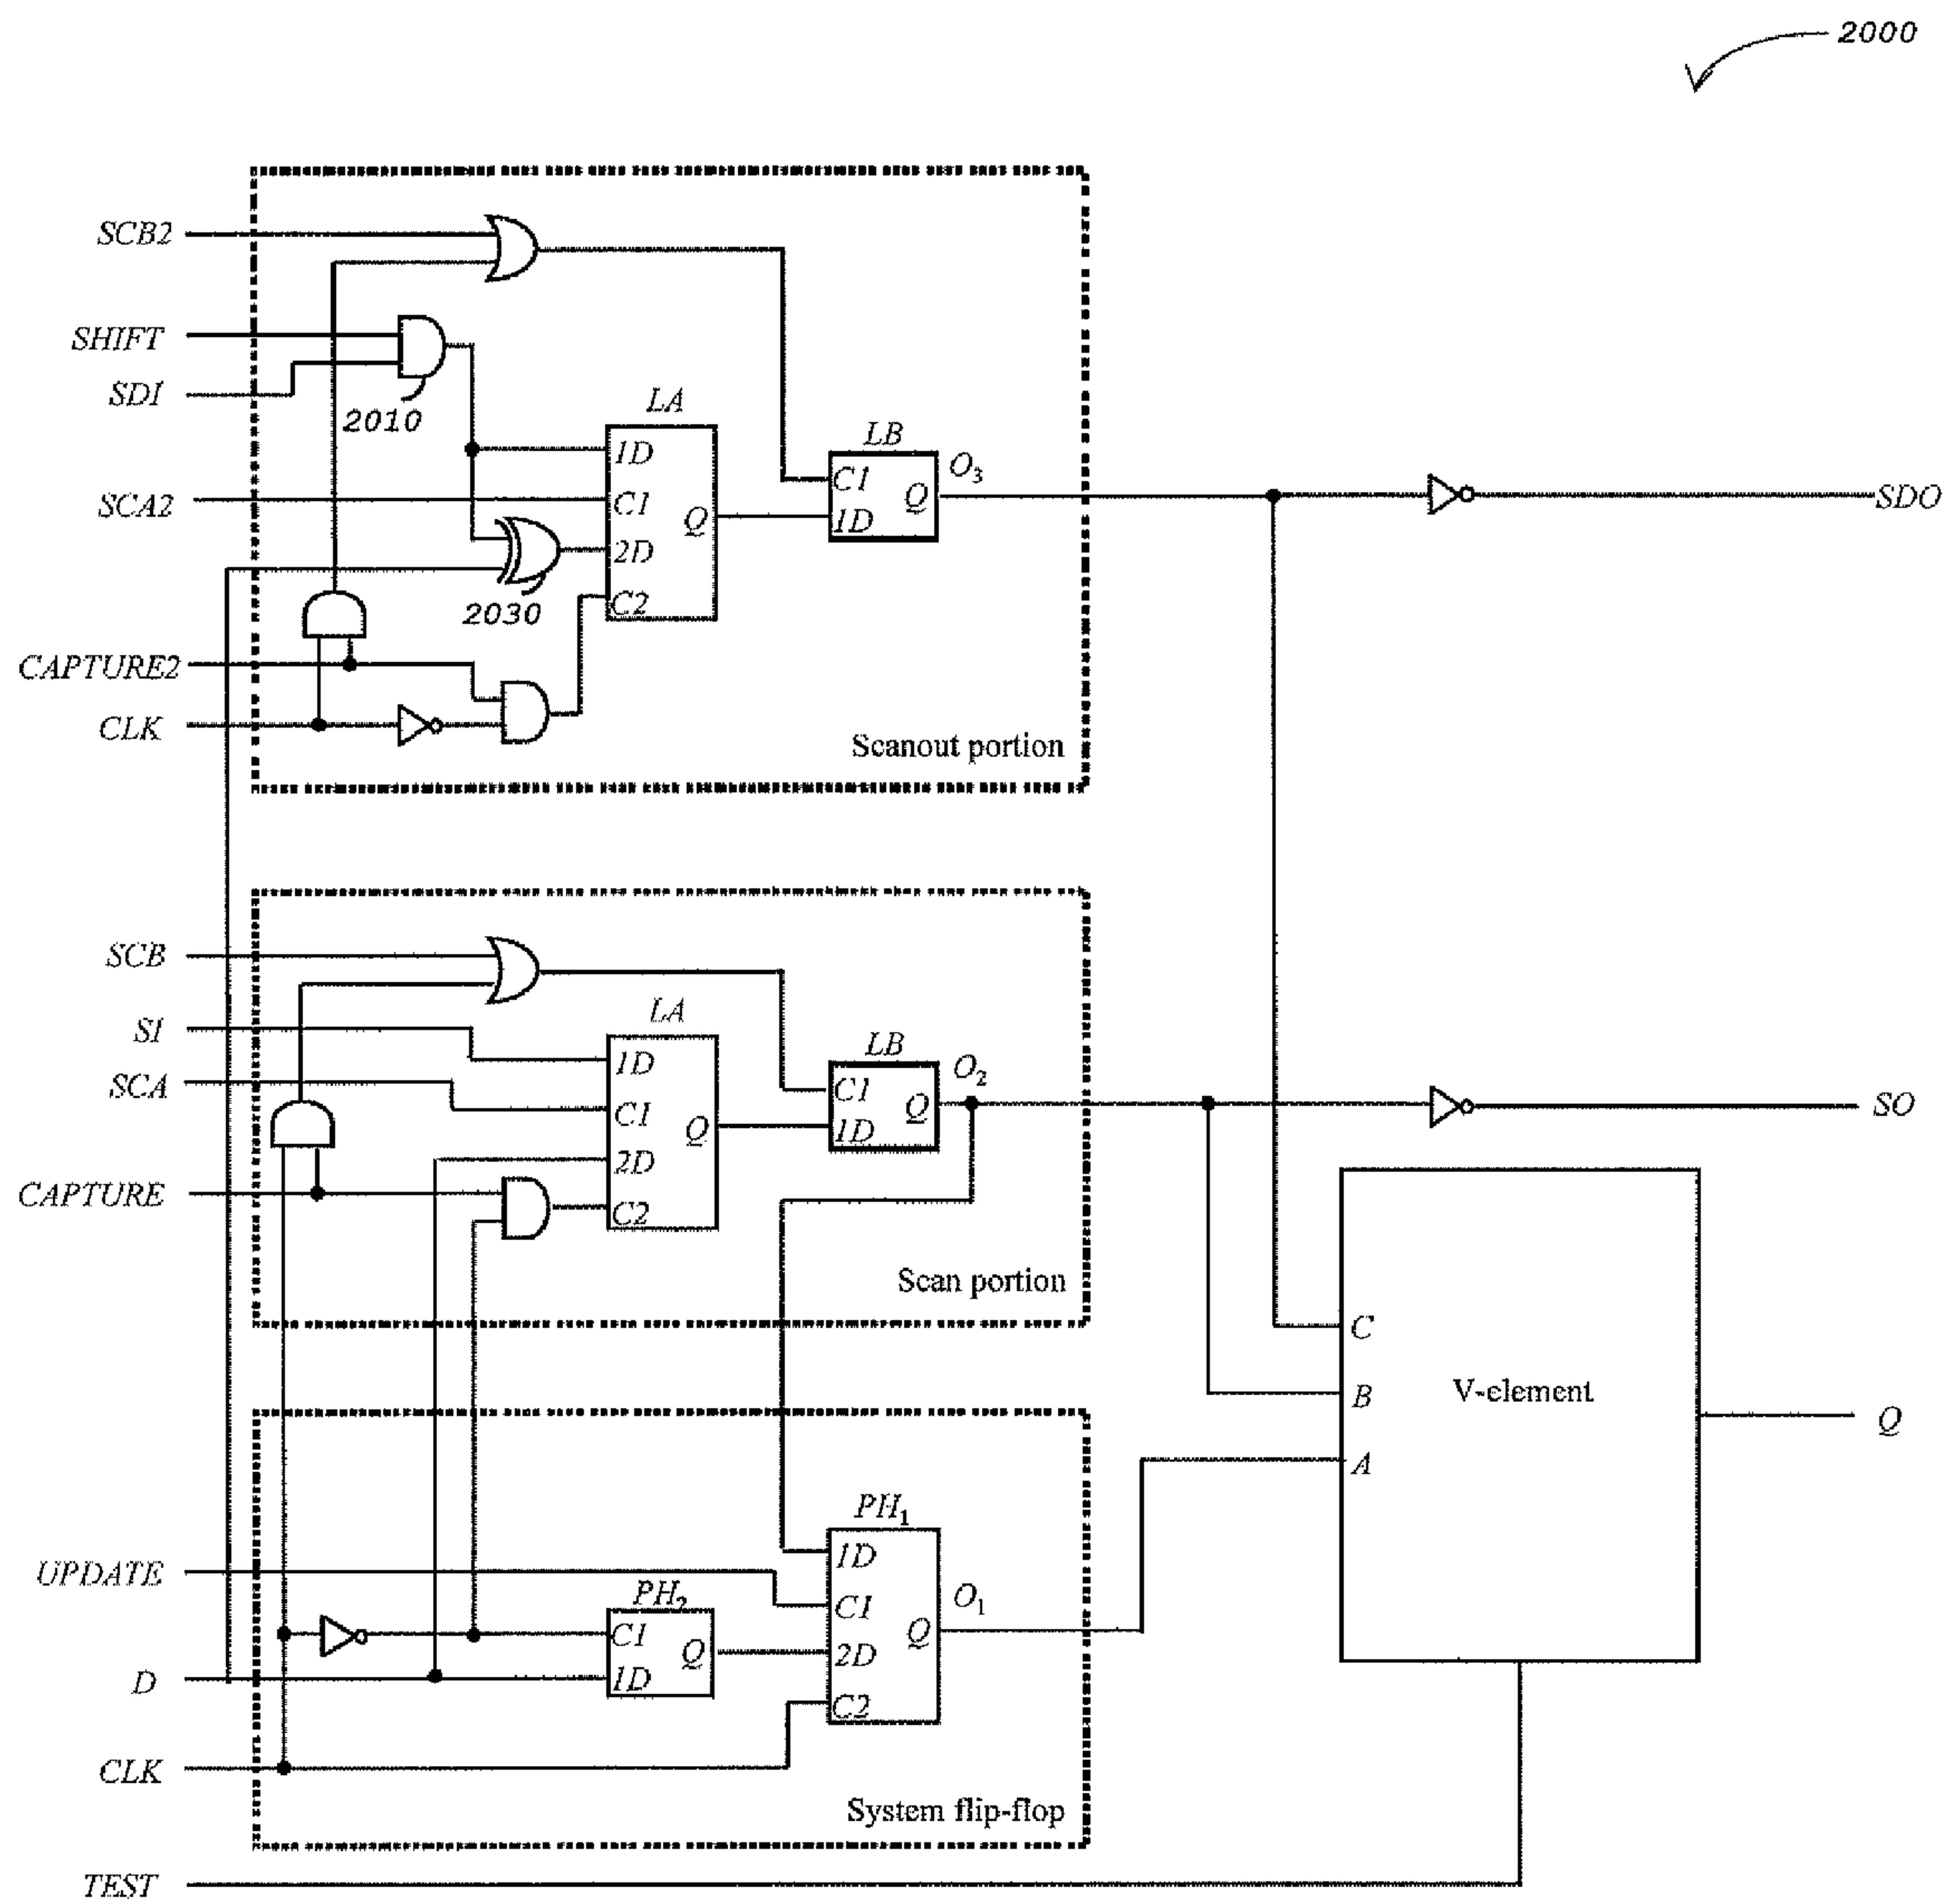 2000
SCB2
SHIFT
SDI
2010
LA
1D
C1
Q
2D
C2
LB
C1
Q
1D
O3
SDO
SCA2
2030
CAPTURE2
CLK
Scanout portion
SCB
SI
SCA
LA
1D
C1
Q
2D
C2
LB
C1
Q
1D
O2
SO
CAPTURE
Scan portion
C
B
A
V-element
Q
UPDATE
PH1
1D
C1
Q
2D
C2
O1
PH2
C1
Q
1D
D
CLK
System flip-flop
TEST